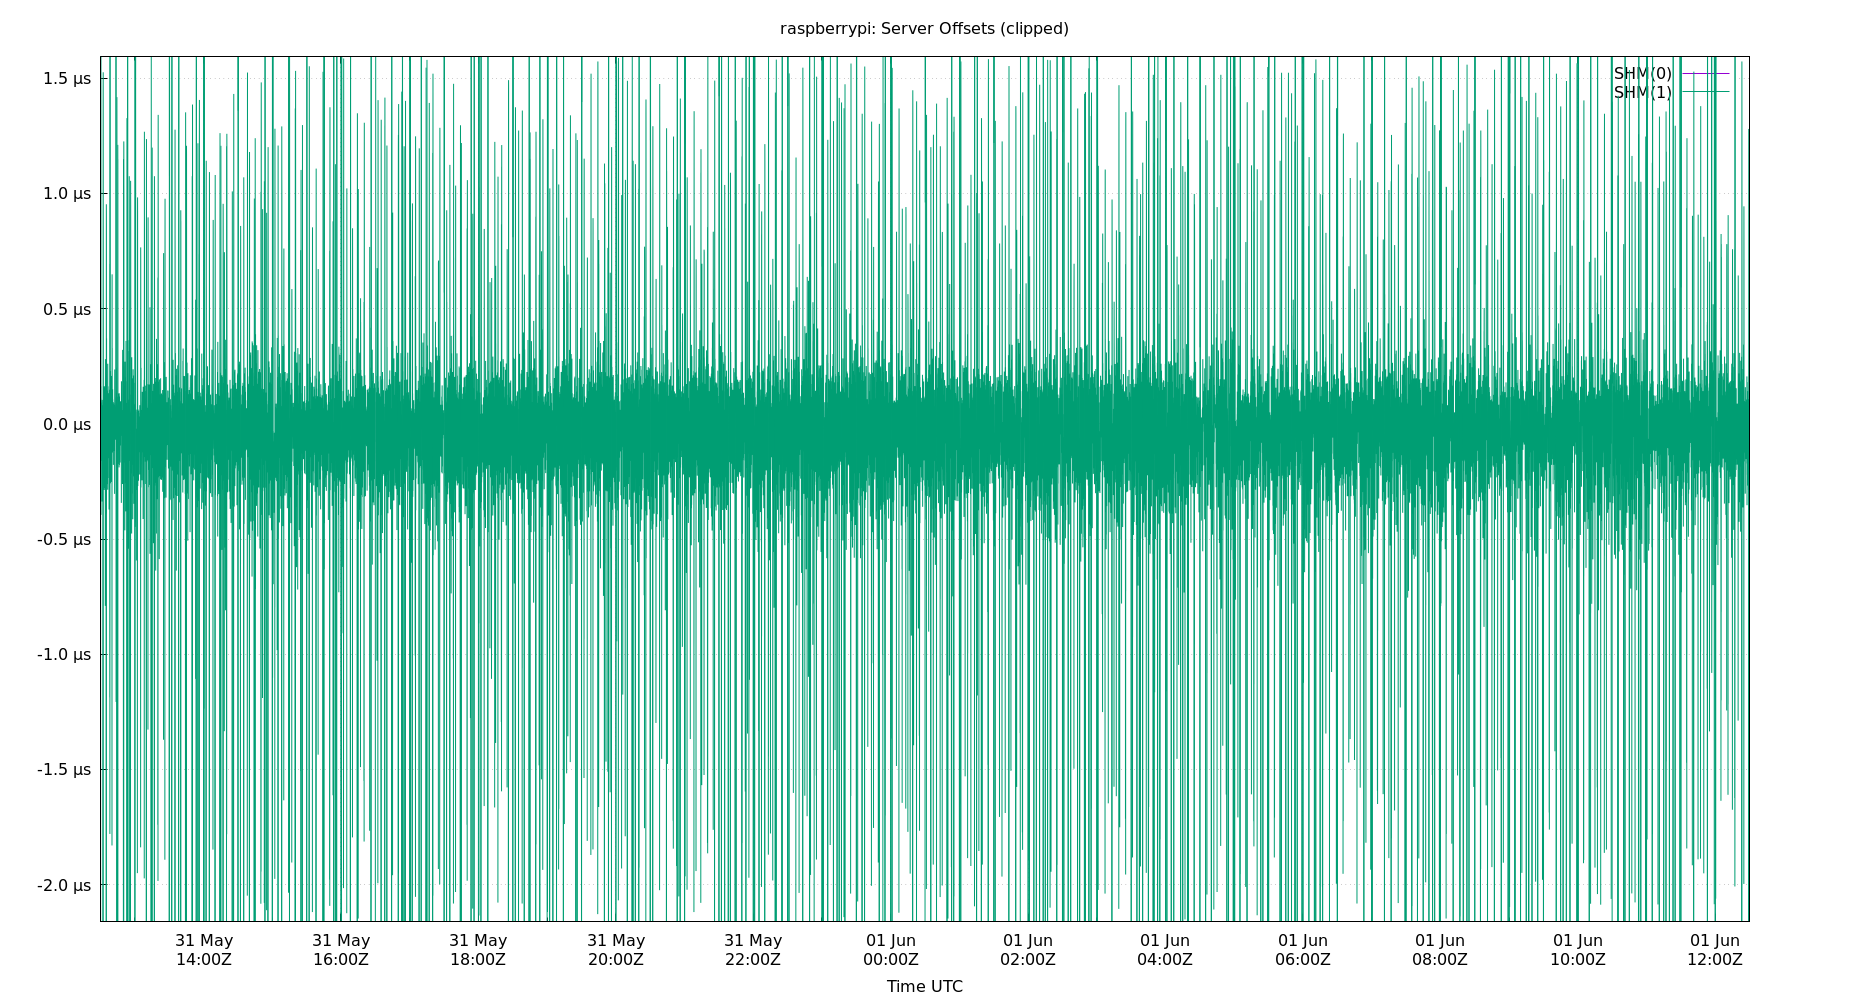 raspberrypi: Server Offsets (clipped)
SHM(0)
SHM(1)
1.5 µs
1.0 µs
0.5 µs
0.0 µs
-0.5 µs
-1.0 µs
-1.5 µs
-2.0 µs
31 May 31 May 31 May 31 May 31 May 01 Jun 01 Jun 01 Jun 01 Jun 01 Jun 01 Jun 01 Jun
14:00Z 16:00Z 18:00Z 20:00Z 22:00Z 00:00Z 02:00Z 04:00Z 06:00Z 08:00Z 10:00Z 12:00Z
Time UTC